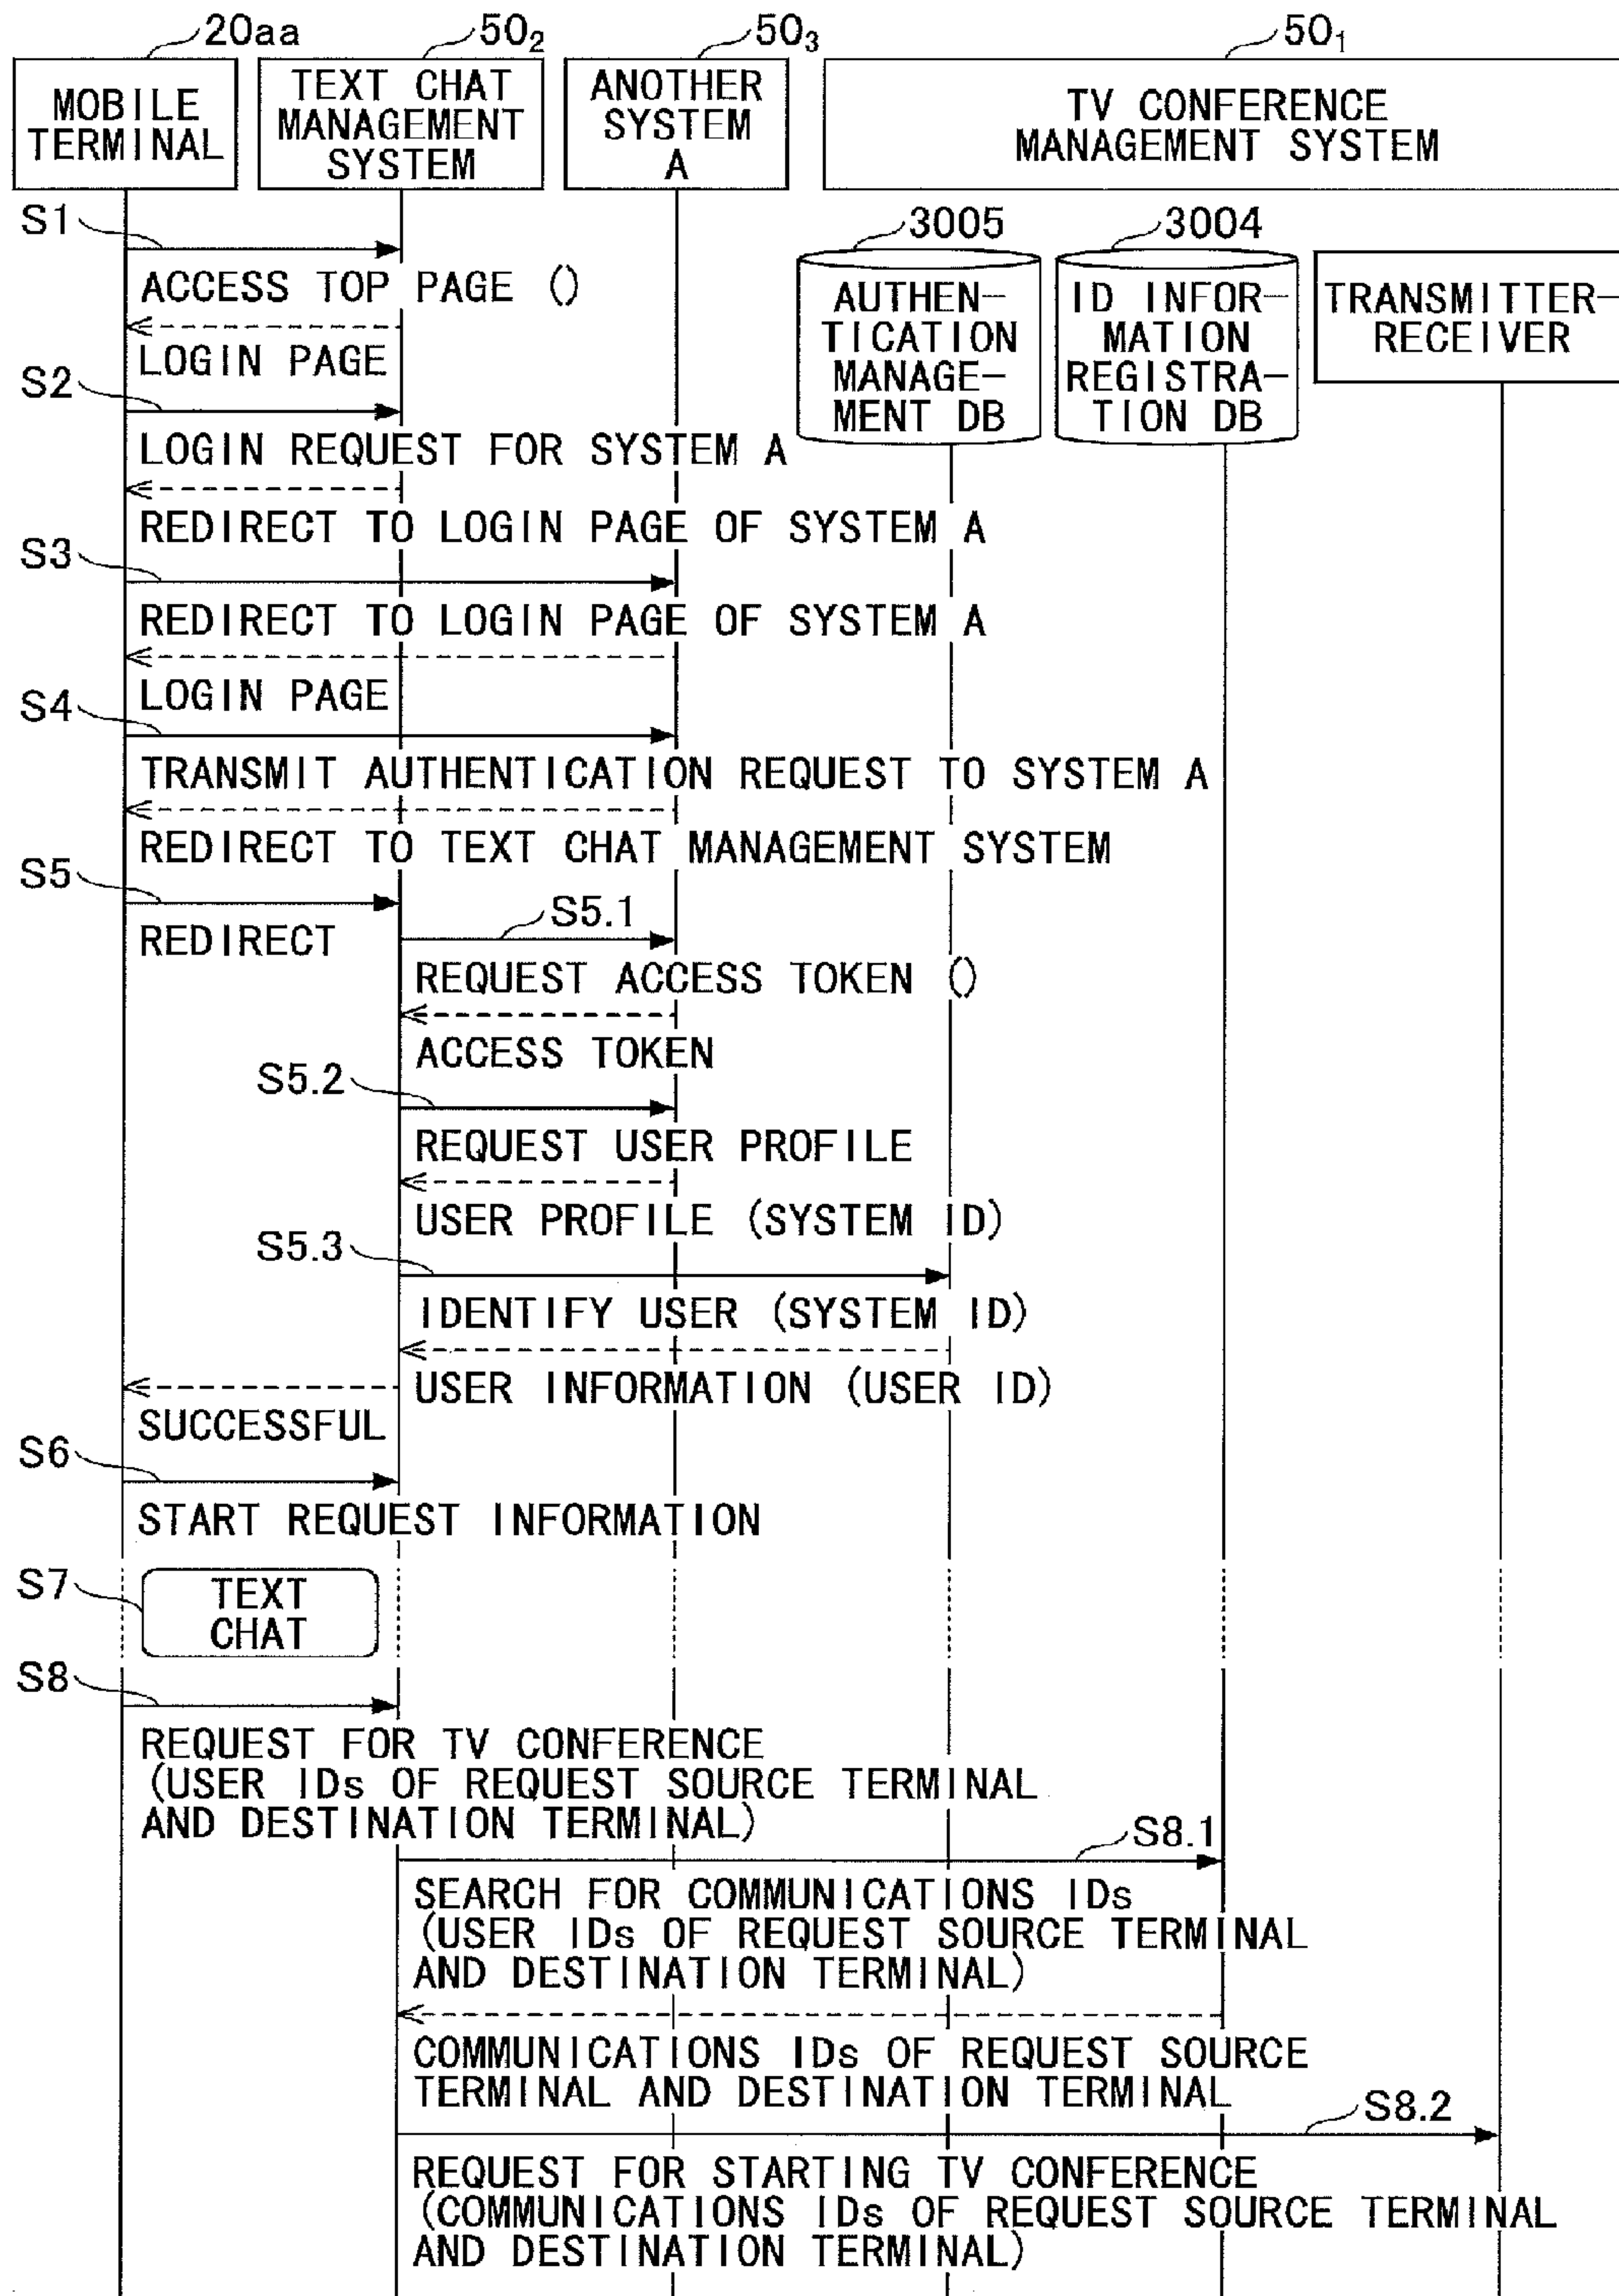 20aa
50₂
50₃
50₁
MOBILE
TERMINAL
TEXT CHAT
MANAGEMENT
SYSTEM
ANOTHER
SYSTEM
A
TV CONFERENCE
MANAGEMENT SYSTEM
S1
3005
3004
ACCESS TOP PAGE ()
AUTHEN-
TICATION
MANAGE-
MENT DB
ID INFOR-
MATION
REGISTRA-
TION DB
TRANSMITTER-
RECEIVER
LOGIN PAGE
S2
LOGIN REQUEST FOR SYSTEM A
REDIRECT TO LOGIN PAGE OF SYSTEM A
S3
REDIRECT TO LOGIN PAGE OF SYSTEM A
LOGIN PAGE
S4
TRANSMIT AUTHENTICATION REQUEST TO SYSTEM A
REDIRECT TO TEXT CHAT MANAGEMENT SYSTEM
S5
REDIRECT
S5.1
REQUEST ACCESS TOKEN ()
ACCESS TOKEN
S5.2
REQUEST USER PROFILE
USER PROFILE (SYSTEM ID)
S5.3
IDENTIFY USER (SYSTEM ID)
USER INFORMATION (USER ID)
SUCCESSFUL
S6
START REQUEST INFORMATION
S7
TEXT
CHAT
S8
REQUEST FOR TV CONFERENCE
(USER IDs OF REQUEST SOURCE TERMINAL
AND DESTINATION TERMINAL)
S8.1
SEARCH FOR COMMUNICATIONS IDs
(USER IDs OF REQUEST SOURCE TERMINAL
AND DESTINATION TERMINAL)
COMMUNICATIONS IDs OF REQUEST SOURCE
TERMINAL AND DESTINATION TERMINAL
S8.2
REQUEST FOR STARTING TV CONFERENCE
(COMMUNICATIONS IDs OF REQUEST SOURCE TERMINAL
AND DESTINATION TERMINAL)